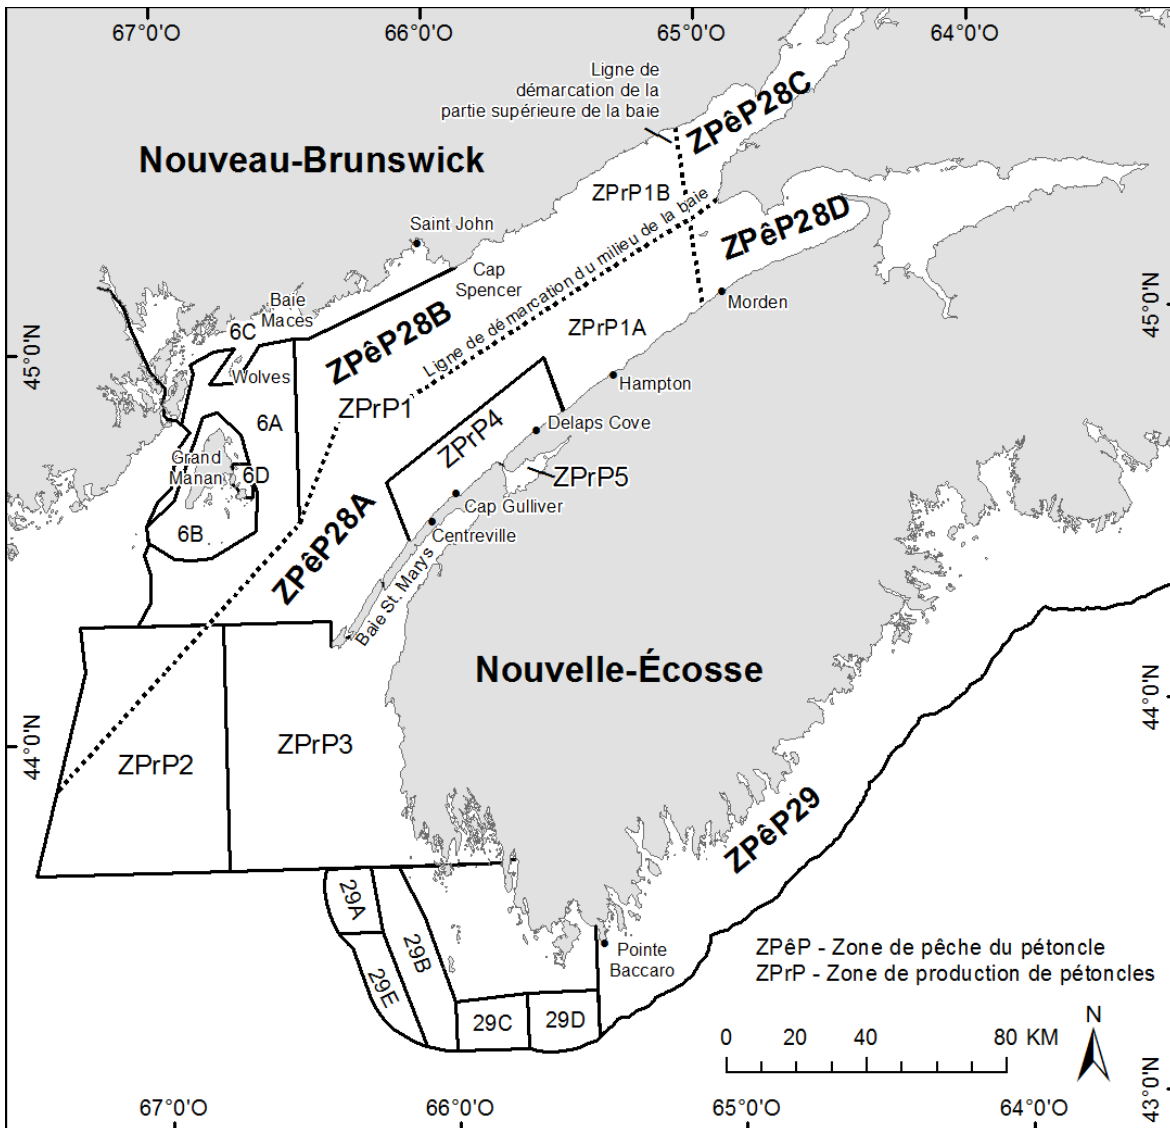 67°0'O
66°0'O
65°0'O
64°0'O
Ligne de
démarcation de la
partie supérieure de la baie
ZPêP28C
Nouveau-Brunswick
ZPrP1B
ZPêP28D
Saint John
Cap
Spencer
Ligne de démarcation du milieu de la baie
Morden
45°0'N
Baie
Maces
6C
ZPêP28B
ZPrP1A
45°0'N
Wolves
Hampton
ZPrP1
6A
Delaps Cove
ZPrP4
Grand
Manan
6D
ZPrP5
Cap Gulliver
6B
ZPêP28A
Centreville
Baie St. Marys
Nouvelle-Écosse
44°0'N
ZPrP2
ZPrP3
44°0'N
ZPêP29
29A
29B
29E
Pointe
Baccaro
ZPêP - Zone de pêche du pétoncle
ZPrP - Zone de production de pétoncles
29C
29D
N
0 20 40 60 80 KM
43°0'N
67°0'O
66°0'O
65°0'O
64°0'O